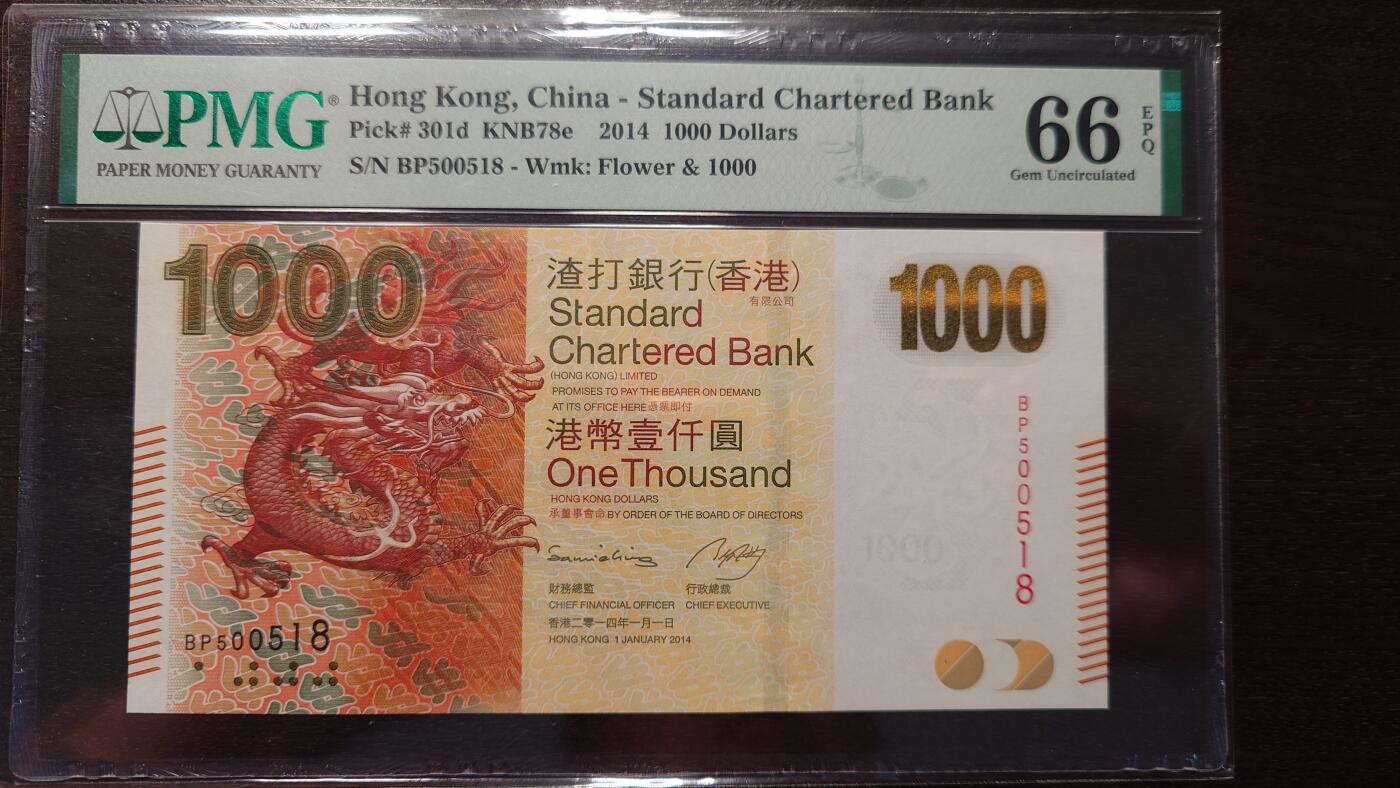 PMG®
PAPER MONEY GUARANTY
Hong Kong, China - Standard Chartered Bank
Pick# 301d KNB78e 2014 1000 Dollars
S/N BP500518 - Wmk: Flower & 1000
66
EPQ
Gem Uncirculated
1000
渣打銀行(香港)
有限公司
Standard
Chartered Bank
(HONG KONG) LIMITED
PROMISES TO PAY THE BEARER ON DEMAND
AT ITS OFFICE HERE 憑票即付
港幣壹仟圓
One Thousand
HONG KONG DOLLARS
承董事會命 BY ORDER OF THE BOARD OF DIRECTORS
財務總監 行政總裁
CHIEF FINANCIAL OFFICER CHIEF EXECUTIVE
香港二零一四年一月一日
HONG KONG 1 JANUARY 2014
BP500518
1000
BP500518
1000